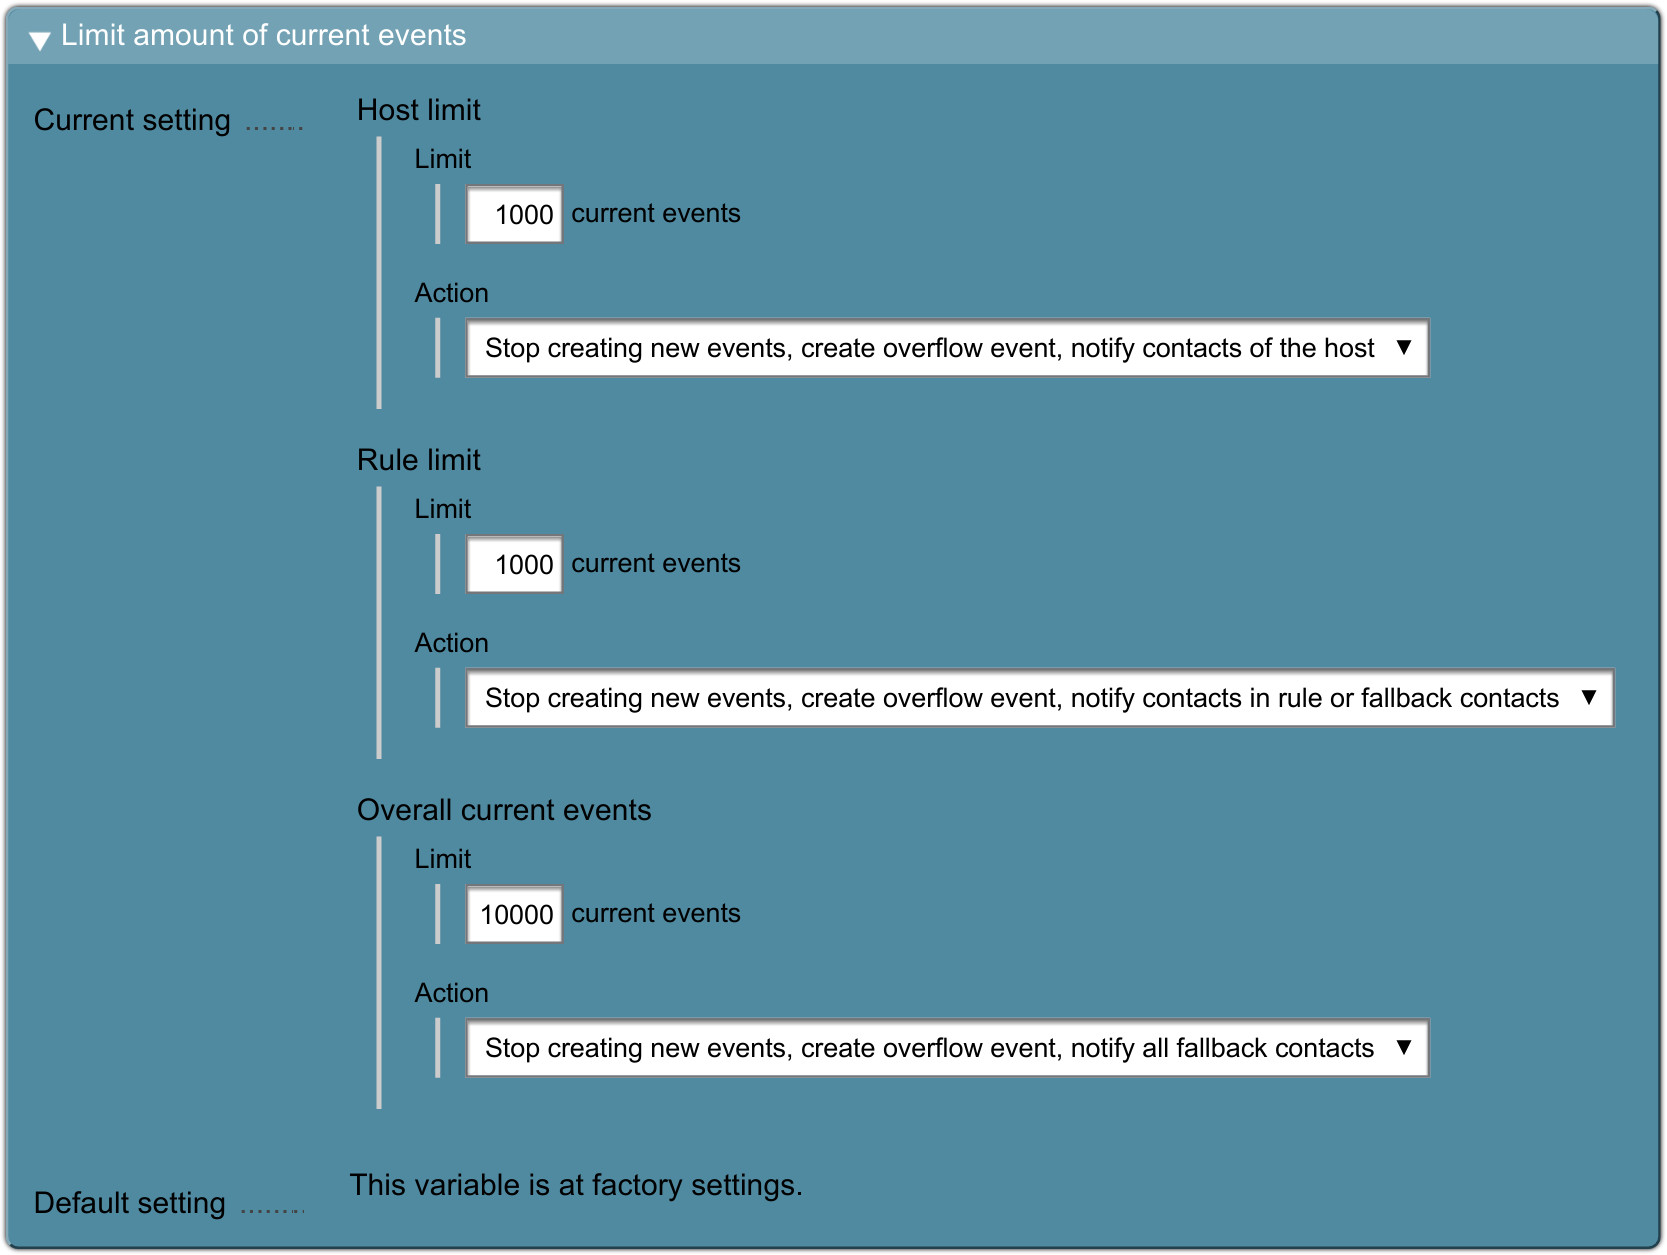 Limit amount of current events
Current setting ........
Host limit
Limit
1000 current events
Action
Stop creating new events, create overflow event, notify contacts of the host
Rule limit
Limit
1000 current events
Action
Stop creating new events, create overflow event, notify contacts in rule or fallback contacts
Overall current events
Limit
10000 current events
Action
Stop creating new events, create overflow event, notify all fallback contacts
This variable is at factory settings.
Default setting ........